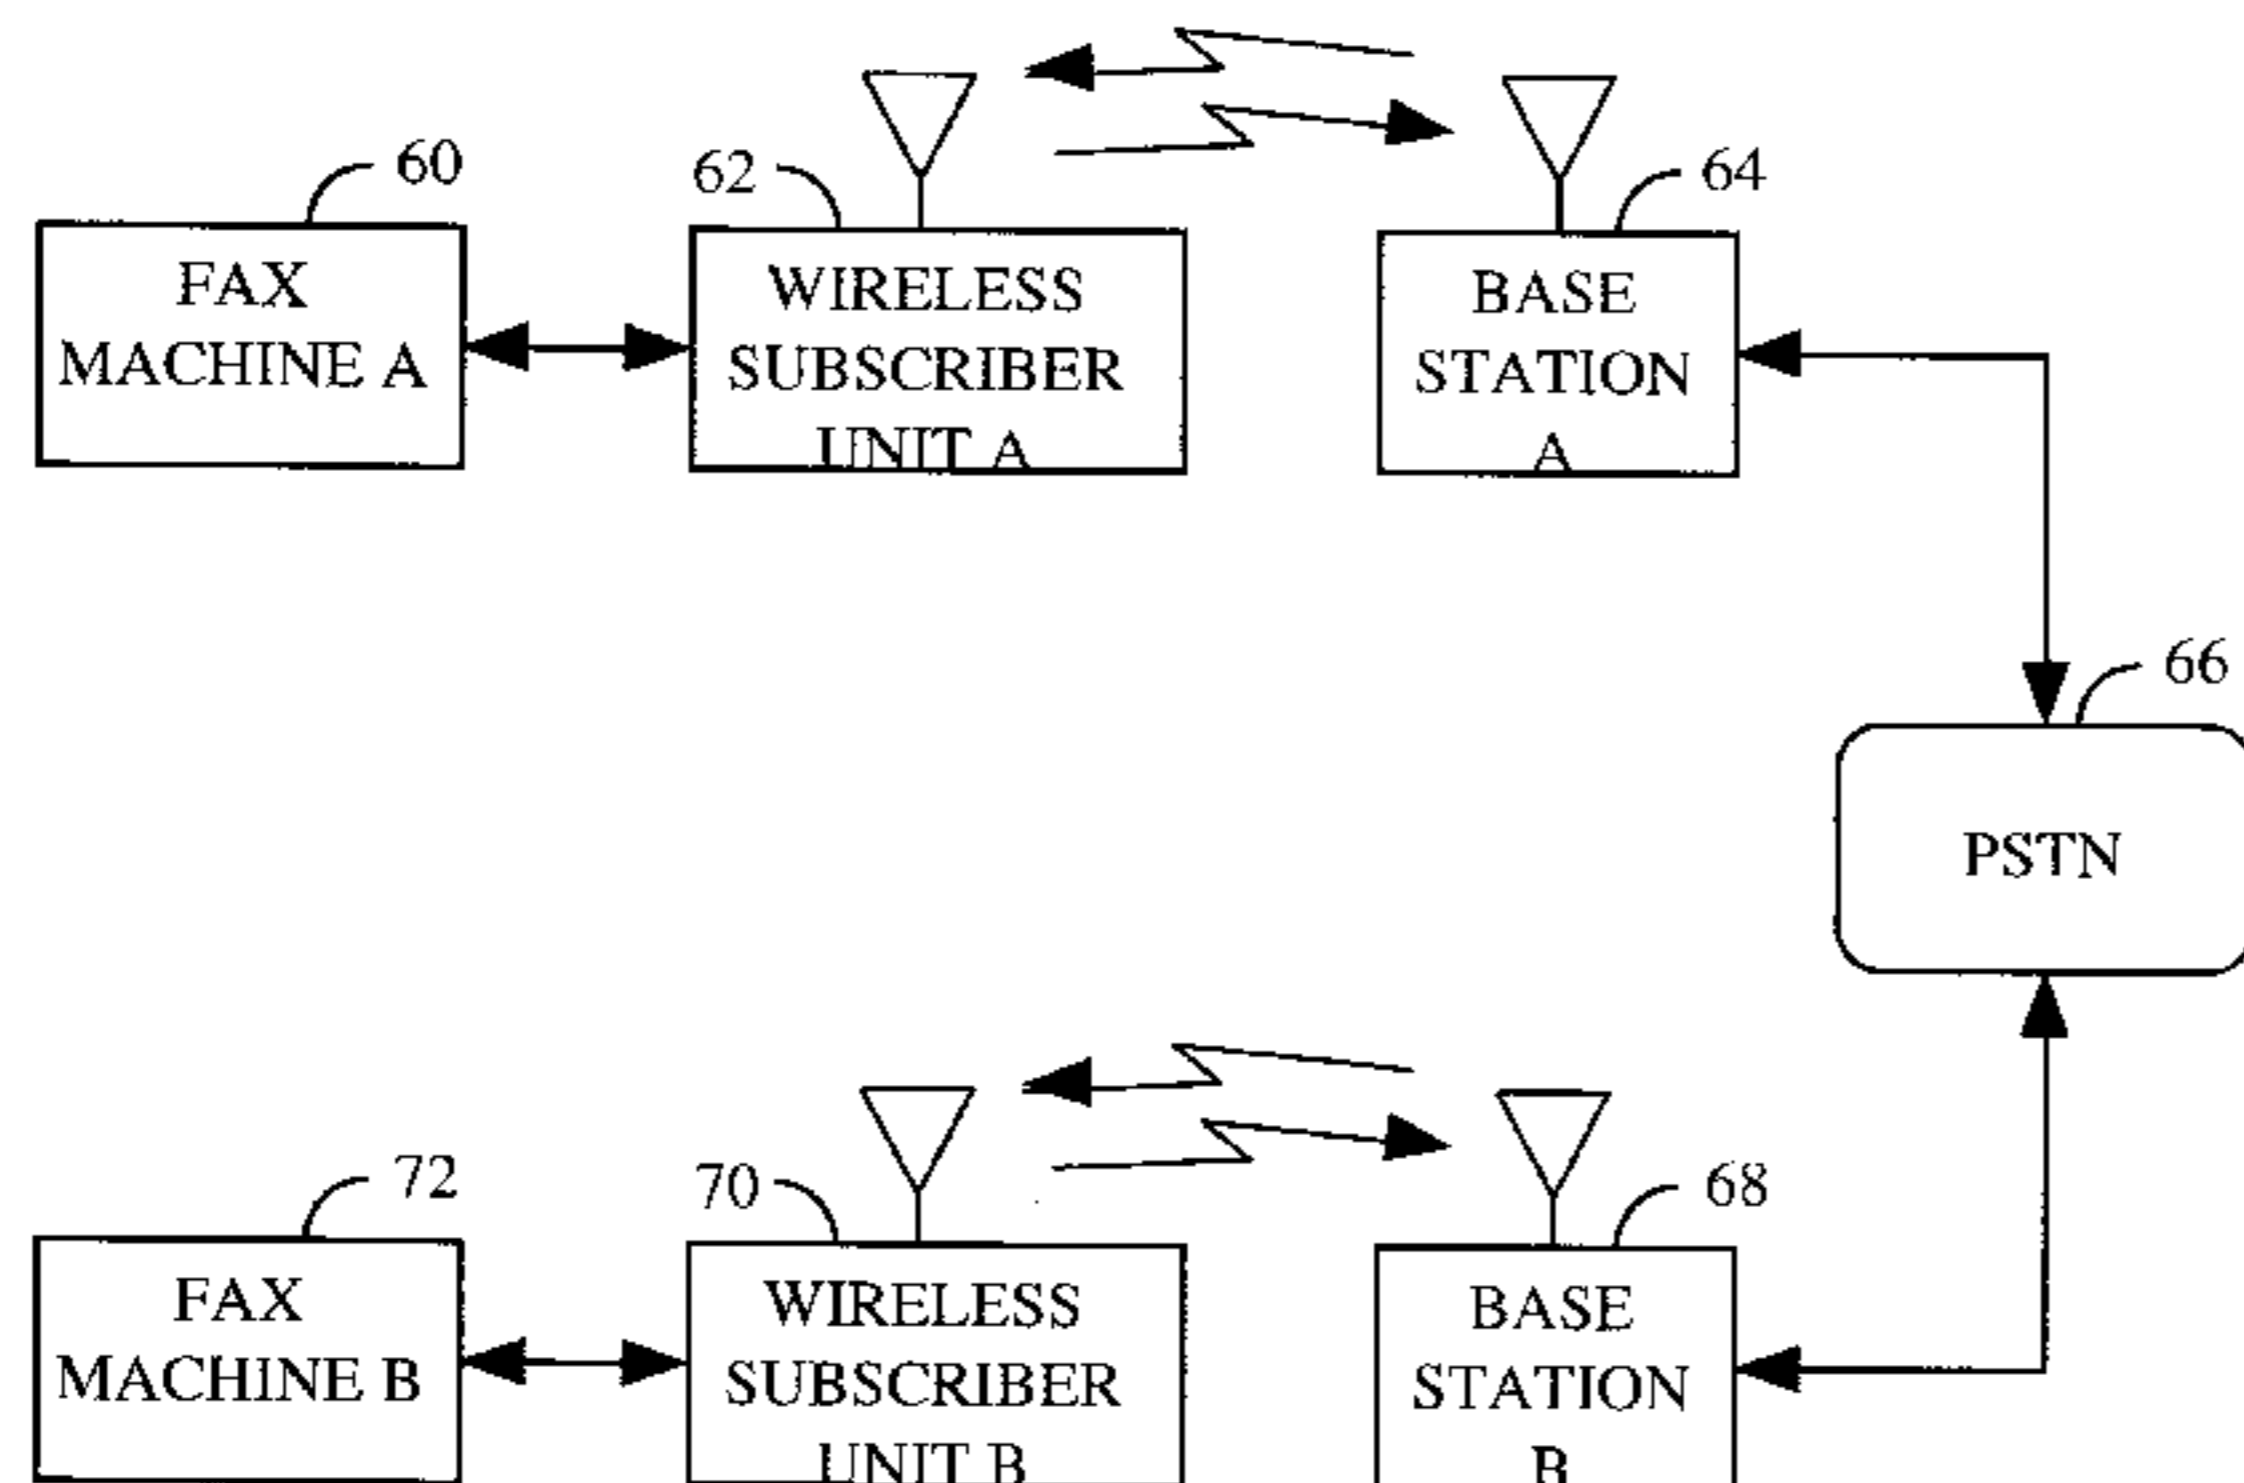 60
62
64
FAX
MACHINE A
WIRELESS
SUBSCRIBER
UNIT A
BASE
STATION
A
66
PSTN
72
70
68
FAX
MACHINE B
WIRELESS
SUBSCRIBER
UNIT B
BASE
STATION
B